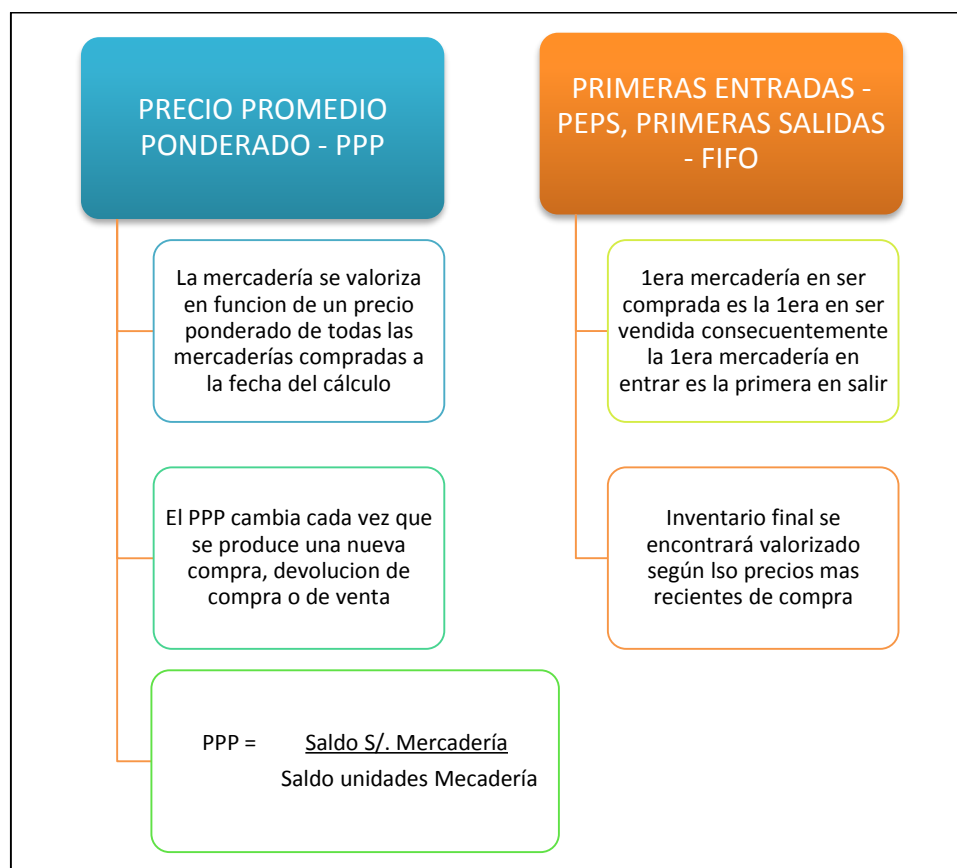 PRECIO PROMEDIO
PONDERADO - PPP
La mercadería se valoriza
en funcion de un precio
ponderado de todas las
mercaderías compradas a
la fecha del cálculo
El PPP cambia cada vez que
se produce una nueva
compra, devolucion de
compra o de venta
PPP = Saldo S/. Mercadería
Saldo unidades Mecadería
PRIMERAS ENTRADAS -
PEPS, PRIMERAS SALIDAS
- FIFO
1era mercadería en ser
comprada es la 1era en ser
vendida consecuentemente
la 1era mercadería en
entrar es la primera en salir
Inventario final se
encontrará valorizado
según lso precios mas
recientes de compra